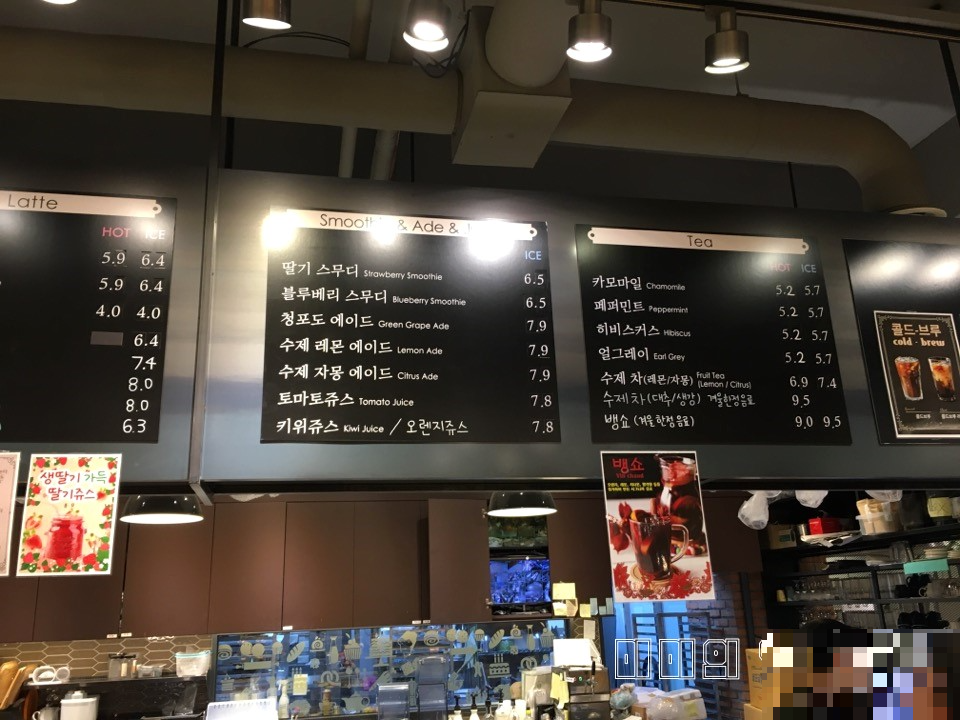 Latte
HOT ICE
5.9 6.4
5.9 6.4
4.0 4.0
6.4
7.4
8.0
8.0
6.3
Smoothie & Ade &
ICE
딸기 스무디 Strawberry Smoothie 6.5
블루베리 스무디 Blueberry Smoothie 6.5
청포도 에이드 Green Grape Ade 7.9
수제 레몬 에이드 Lemon Ade 7.9
수제 자몽 에이드 Citrus Ade 7.9
토마토쥬스 Tomato Juice 7.8
키위쥬스 Kiwi Juice / 오렌지쥬스 7.8
Tea
HOT ICE
카모마일 Chamomile 5.2 5.7
페퍼민트 Peppermint 5.2 5.7
히비스커스 Hibiscus 5.2 5.7
얼그레이 Earl Grey 5.2 5.7
수제 차(레몬/자몽) Fruit Tea (Lemon / Citrus) 6.9 7.4
수제차(대추/생강) 겨울한정음료 9.5
뱅쇼 (겨울한정음료) 9.0 9.5
콜드-브루
cold - brew
생딸기 가득
딸기쥬스
뱅쇼
미미의